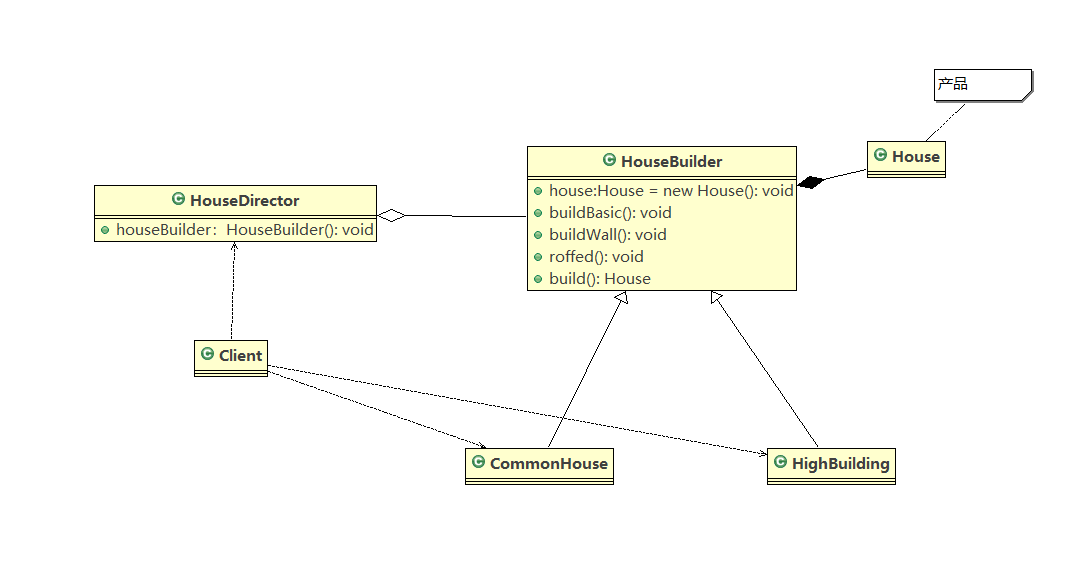 产品
House
HouseBuilder
house:House = new House(): void
buildBasic(): void
buildWall(): void
roffed(): void
build(): House
HouseDirector
houseBuilder：HouseBuilder(): void
Client
CommonHouse
HighBuilding